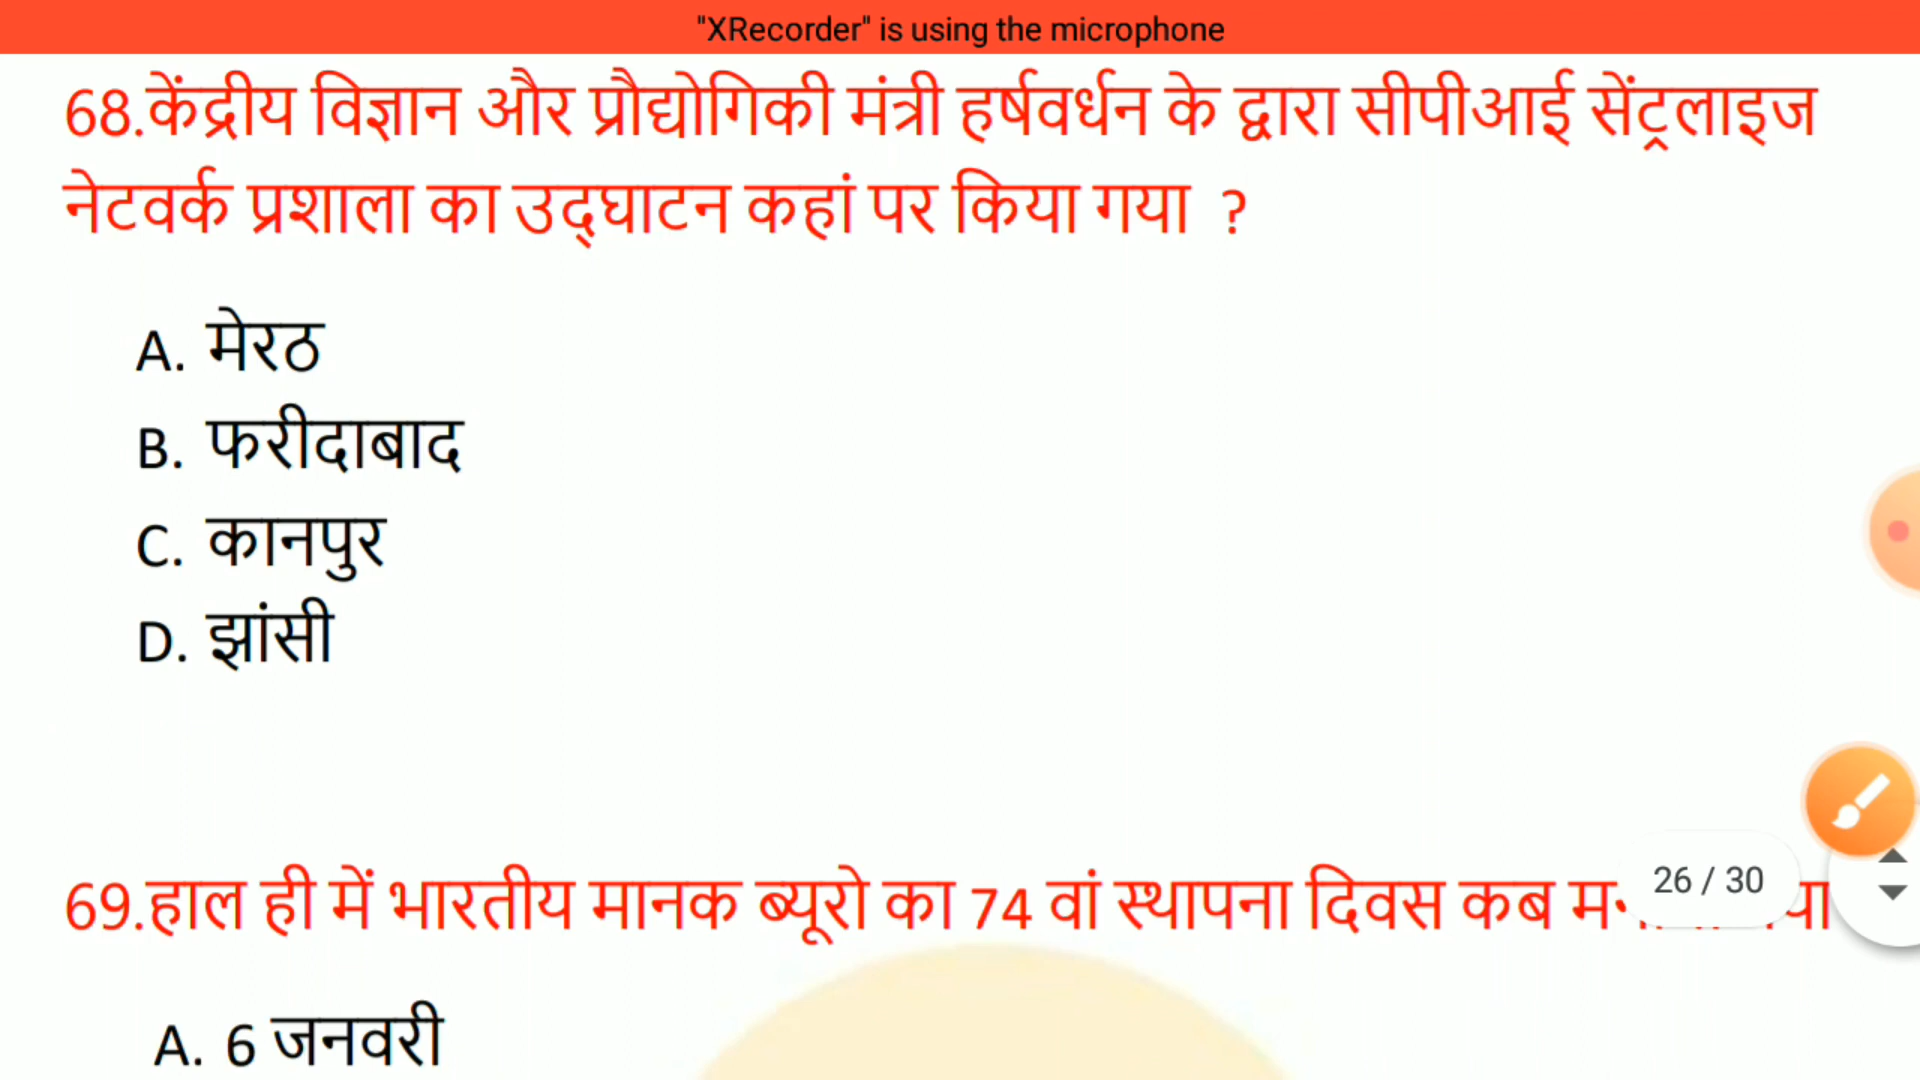 "XRecorder" is using the microphone
68.केंद्रीय विज्ञान और प्रौद्योगिकी मंत्री हर्षवर्धन के द्वारा सीपीआई सेंट्रलाइज
नेटवर्क प्रशाला का उद्घाटन कहां पर किया गया ?
A. मेरठ
B. फरीदाबाद
C. कानपुर
D. झांसी
69.हाल ही में भारतीय मानक ब्यूरो का 74 वां स्थापना दिवस कब
26 / 30
A. 6 जनवरी